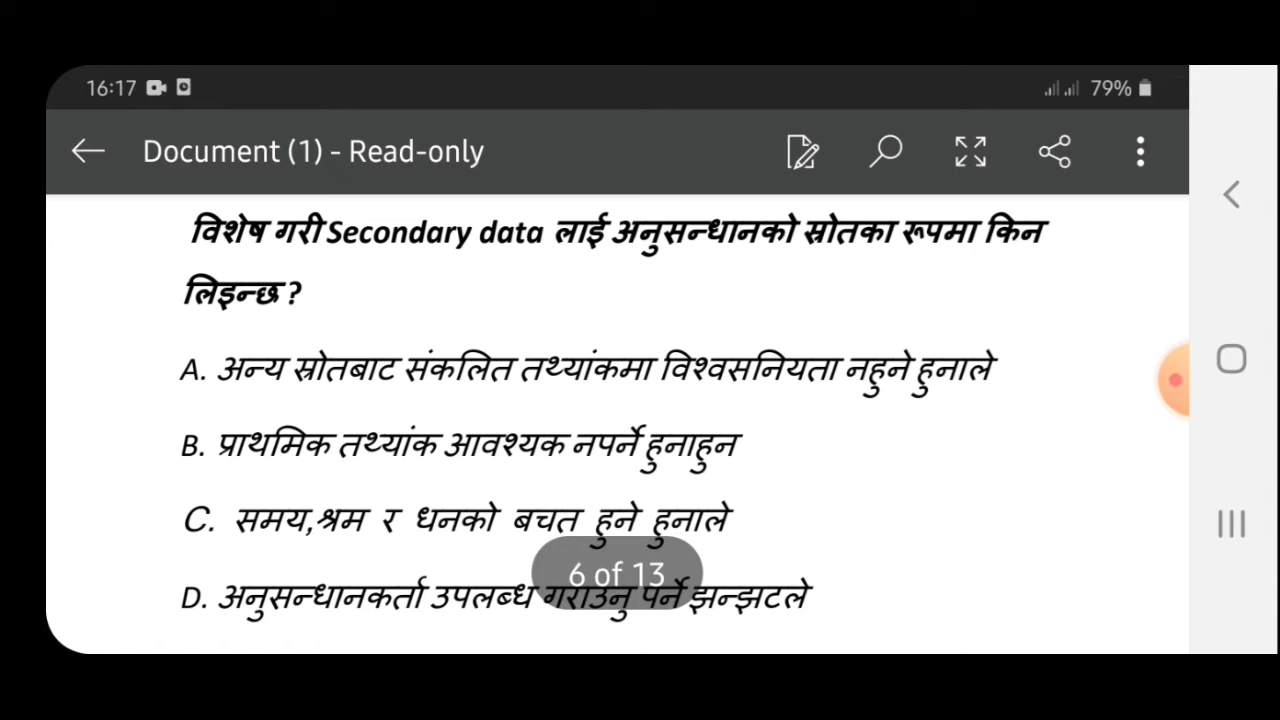 16:17 79%
Document (1) - Read-only
विशेष गरी Secondary data लाई अनुसन्धानको स्रोतका रूपमा किन
लिइन्छ ?
A. अन्य स्रोतबाट संकलित तथ्यांकमा विश्वसनियता नहुने हुनाले
B. प्राथमिक तथ्यांक आवश्यक नपर्ने हुनाहुन
C. समय,श्रम र धनको बचत हुने हुनाले
6 of 13
D. अनुसन्धानकर्ता उपलब्ध गराउनु पर्ने झन्झटले